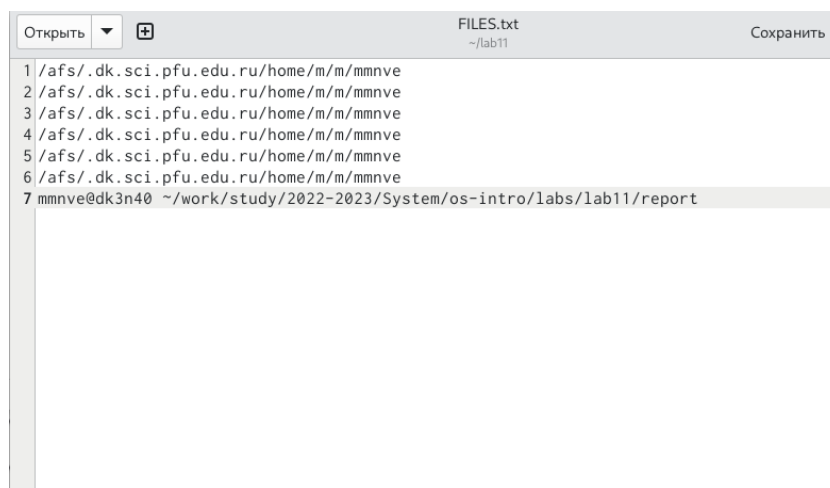 Открыть
FILES.txt
~/lab11
Сохранить
1 /afs/.dk.sci.pfu.edu.ru/home/m/m/mmnve
2 /afs/.dk.sci.pfu.edu.ru/home/m/m/mmnve
3 /afs/.dk.sci.pfu.edu.ru/home/m/m/mmnve
4 /afs/.dk.sci.pfu.edu.ru/home/m/m/mmnve
5 /afs/.dk.sci.pfu.edu.ru/home/m/m/mmnve
6 /afs/.dk.sci.pfu.edu.ru/home/m/m/mmnve
7 mmnve@dk3n40 ~/work/study/2022-2023/System/os-intro/labs/lab11/report